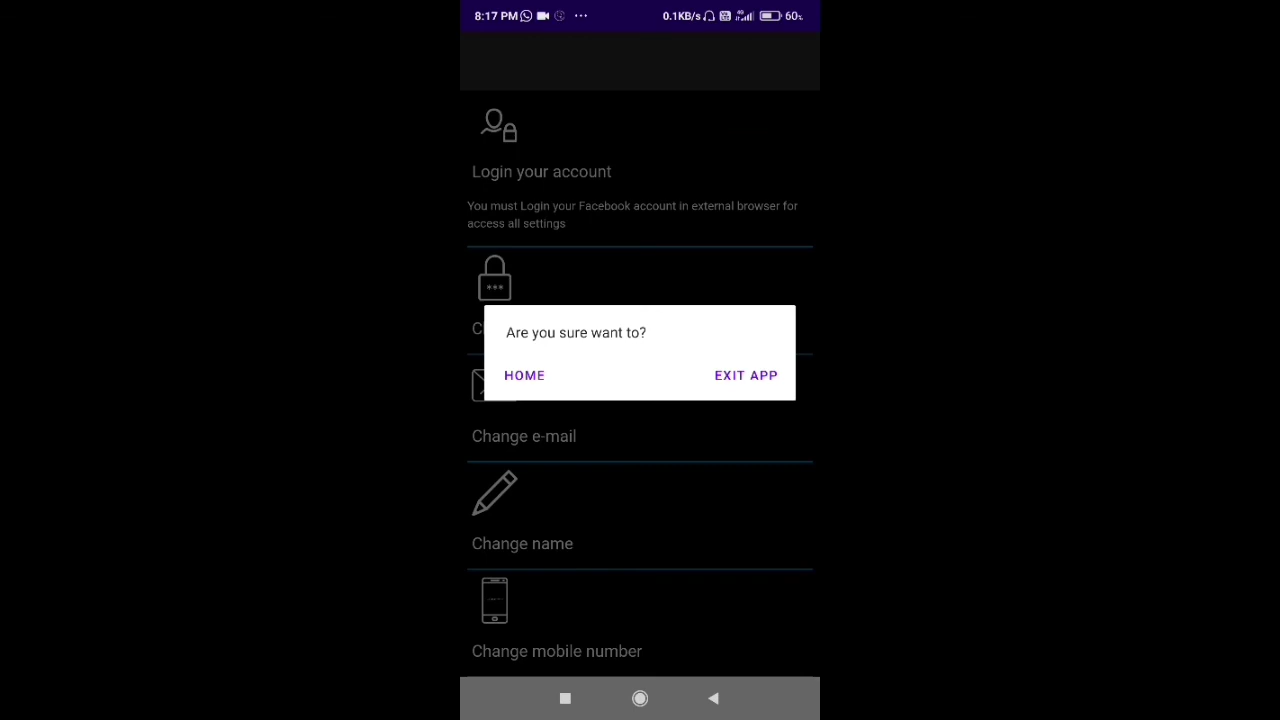 8:17 PM
0.1KB/s
4G
60%
Login your account
You must Login your Facebook account in external browser for
access all settings
***
Are you sure want to?
HOME
EXIT APP
Change e-mail
Change name
Change mobile number